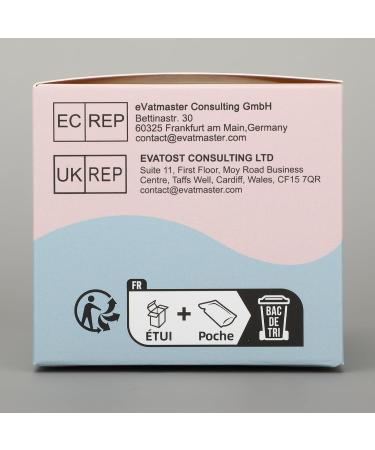 EC REP
eVatmaster Consulting GmbH
Bettinastr. 30
60325 Frankfurt am Main,Germany
contact@evatmaster.com
UK REP
EVATOST CONSULTING LTD
Suite 11, First Floor, Moy Road Business
Centre, Taffs Well, Cardiff, Wales, CF15 7QR
contact@evatmaster.com
FR
ÉTUI + Poche
BAC
DE
TRI